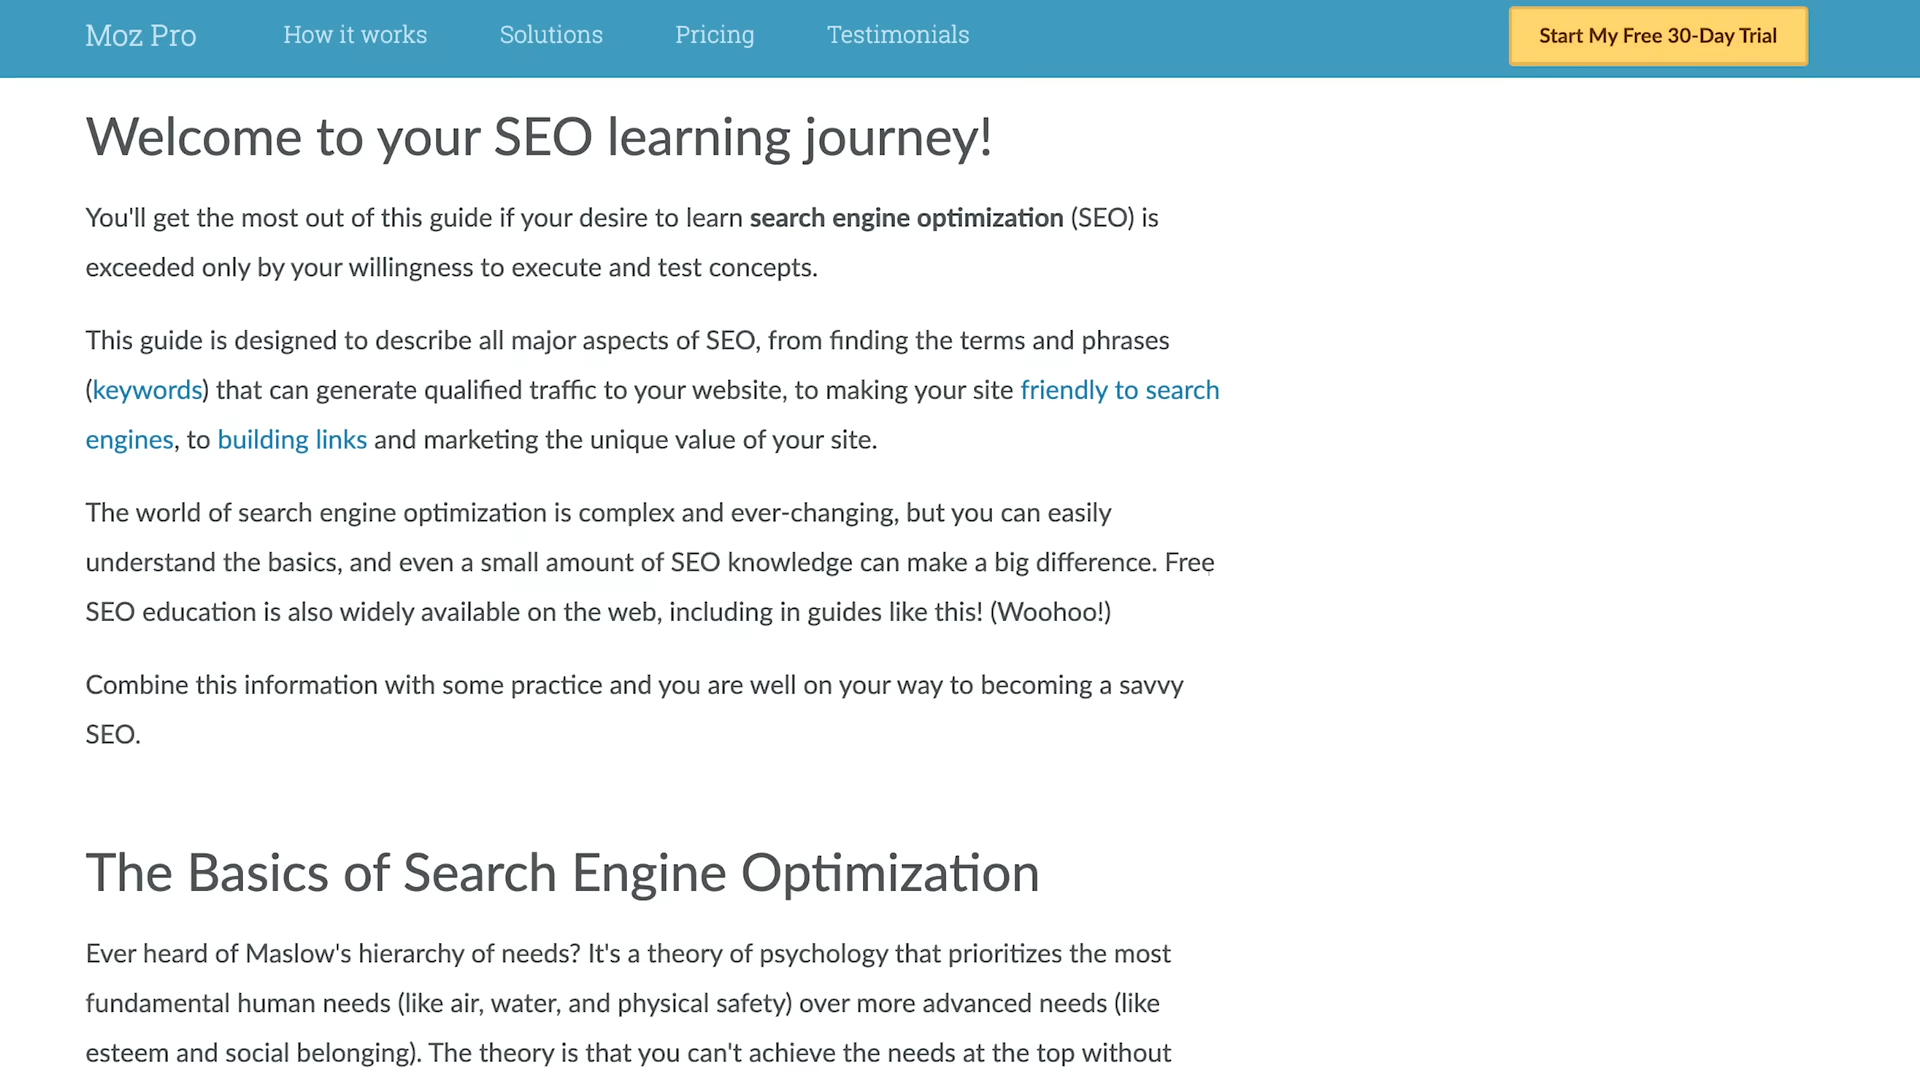 Moz Pro How it works Solutions Pricing Testimonials Start My Free 30-Day Trial
Welcome to your SEO learning journey!
You'll get the most out of this guide if your desire to learn search engine optimization (SEO) is
exceeded only by your willingness to execute and test concepts.
This guide is designed to describe all major aspects of SEO, from finding the terms and phrases
(keywords) that can generate qualified traffic to your website, to making your site friendly to search
engines, to building links and marketing the unique value of your site.
The world of search engine optimization is complex and ever-changing, but you can easily
understand the basics, and even a small amount of SEO knowledge can make a big difference. Free
SEO education is also widely available on the web, including in guides like this! (Woohoo!)
Combine this information with some practice and you are well on your way to becoming a savvy
SEO.
The Basics of Search Engine Optimization
Ever heard of Maslow's hierarchy of needs? It's a theory of psychology that prioritizes the most
fundamental human needs (like air, water, and physical safety) over more advanced needs (like
esteem and social belonging). The theory is that you can't achieve the needs at the top without